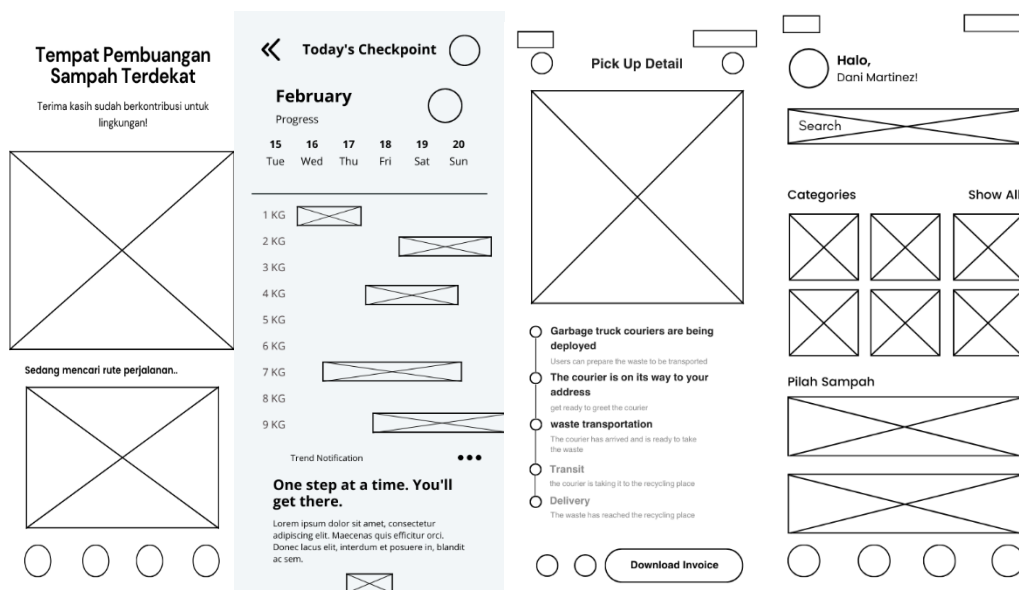 Tempat Pembuangan
Sampah Terdekat
Terima kasih sudah berkontribusi untuk
lingkungan!
Sedang mencari rute perjalanan..
Today's Checkpoint
February
Progress
15 16 17 18 19 20
Tue Wed Thu Fri Sat Sun
1 KG
2 KG
3 KG
4 KG
5 KG
6 KG
7 KG
8 KG
9 KG
Trend Notification
One step at a time. You'll
get there.
Lorem ipsum dolor sit amet, consectetur
adipiscing elit. Maecenas quis efficitur orci.
Donec lacus elit, interdum et posuere in, blandit
ac sem.
Pick Up Detail
Garbage truck couriers are being
deployed
Users can prepare the waste to be transported
The courier is on its way to your
address
get ready to greet the courier
waste transportation
The courier has arrived and is ready to take
the waste
Transit
the courier is taking it to the recycling place
Delivery
The waste has reached the recycling place
Download Invoice
Halo,
Dani Martinez!
Search
Categories Show All
Pilah Sampah